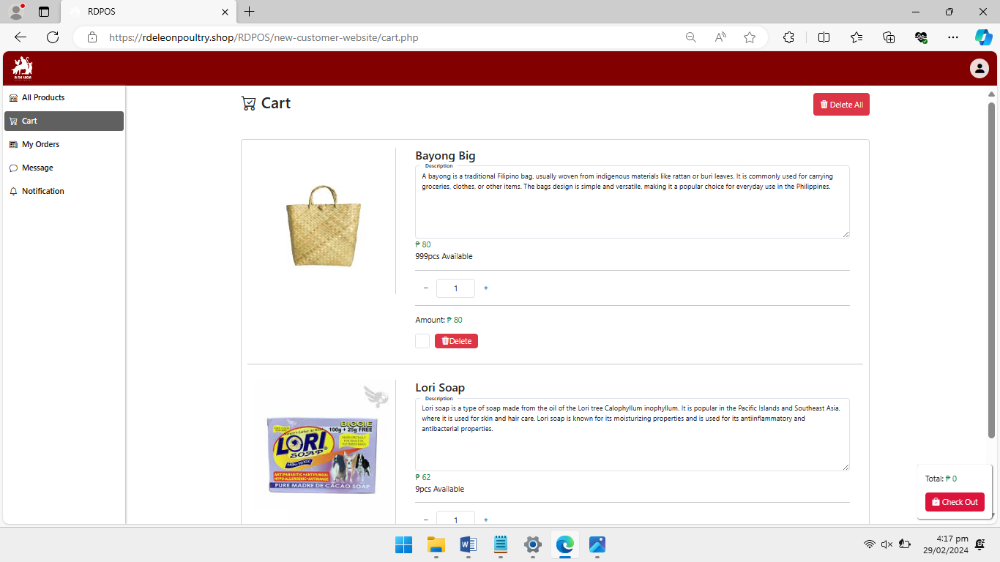 RDPOS
https://rdeleonpoultry.shop/RDPOS/new-customer-website/cart.php
R DE LEON
All Products
Cart
My Orders
Message
Notification
Cart
Delete All
Bayong Big
Description
A bayong is a traditional Filipino bag, usually woven from indigenous materials like rattan or buri leaves. It is commonly used for carrying
groceries, clothes, or other items. The bags design is simple and versatile, making it a popular choice for everyday use in the Philippines.
₱ 80
999pcs Available
− 1 +
Amount: ₱ 80
Delete
Lori Soap
Description
Lori soap is a type of soap made from the oil of the Lori tree Calophyllum inophyllum. It is popular in the Pacific Islands and Southeast Asia,
where it is used for skin and hair care. Lori soap is known for its moisturizing properties and is used for its antiinflammatory and
antibacterial properties.
BIGGIE
100g + 25g FREE
LORI
SOAP
NON-TOXIC
ANTIPARASITIC • ANTIFUNGAL
HYPO-ALLERGENIC • ANTIMANGE
PURE MADRE DE CACAO SOAP
₱ 62
9pcs Available
− 1 +
Total: ₱ 0
Check Out
4:17 pm
29/02/2024